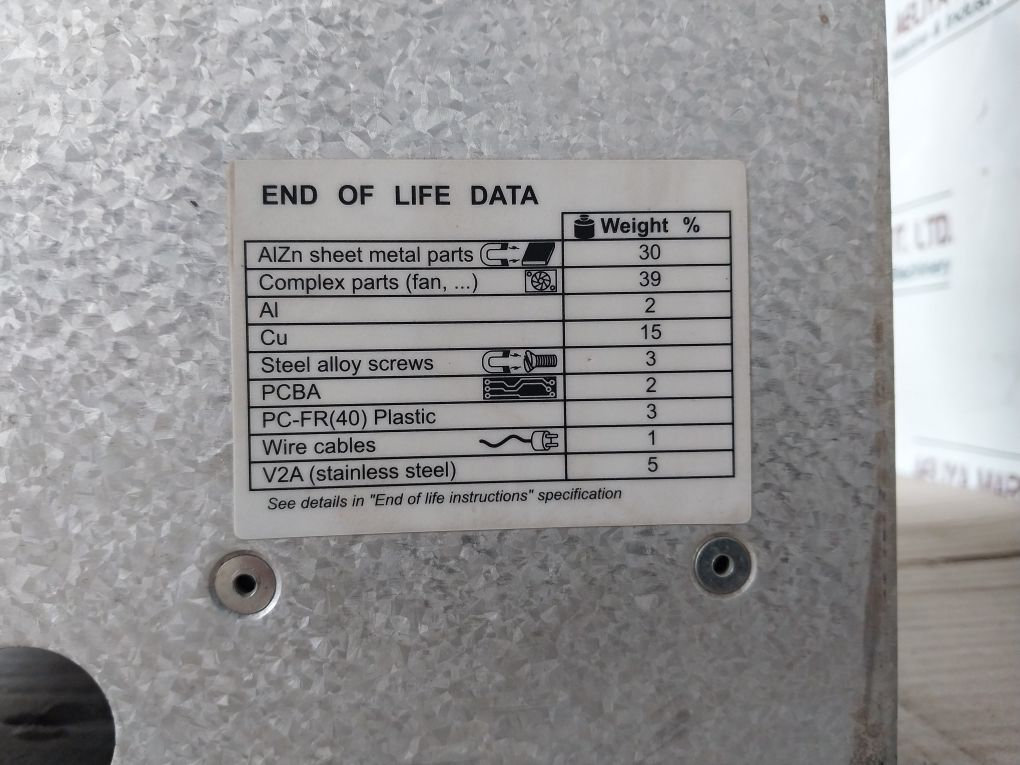 END OF LIFE DATA
Weight %
AlZn sheet metal parts 30
Complex parts (fan, ...) 39
Al 2
Cu 15
Steel alloy screws 3
PCBA 2
PC-FR(40) Plastic 3
Wire cables 1
V2A (stainless steel) 5
See details in "End of life instructions" specification
T. LTD.